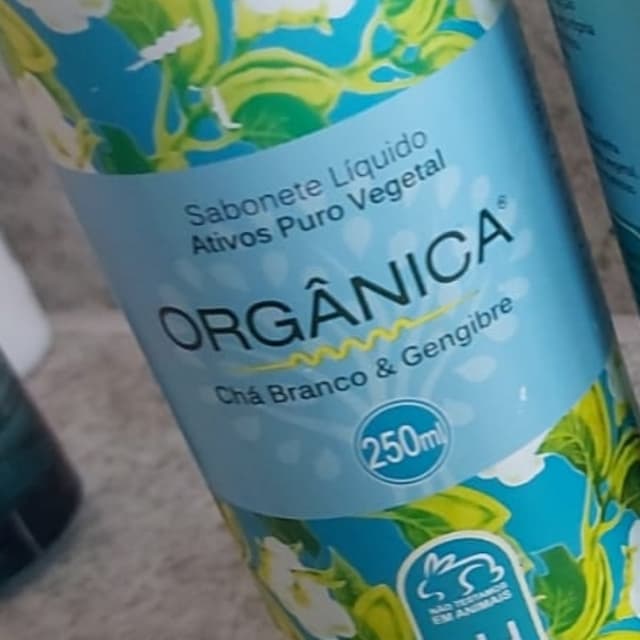 Sabonete Líquido
Ativos Puro Vegetal
ORGÂNICA®
Chá Branco & Gengibre
250ml
NÃO TESTAMOS
EM ANIMAIS